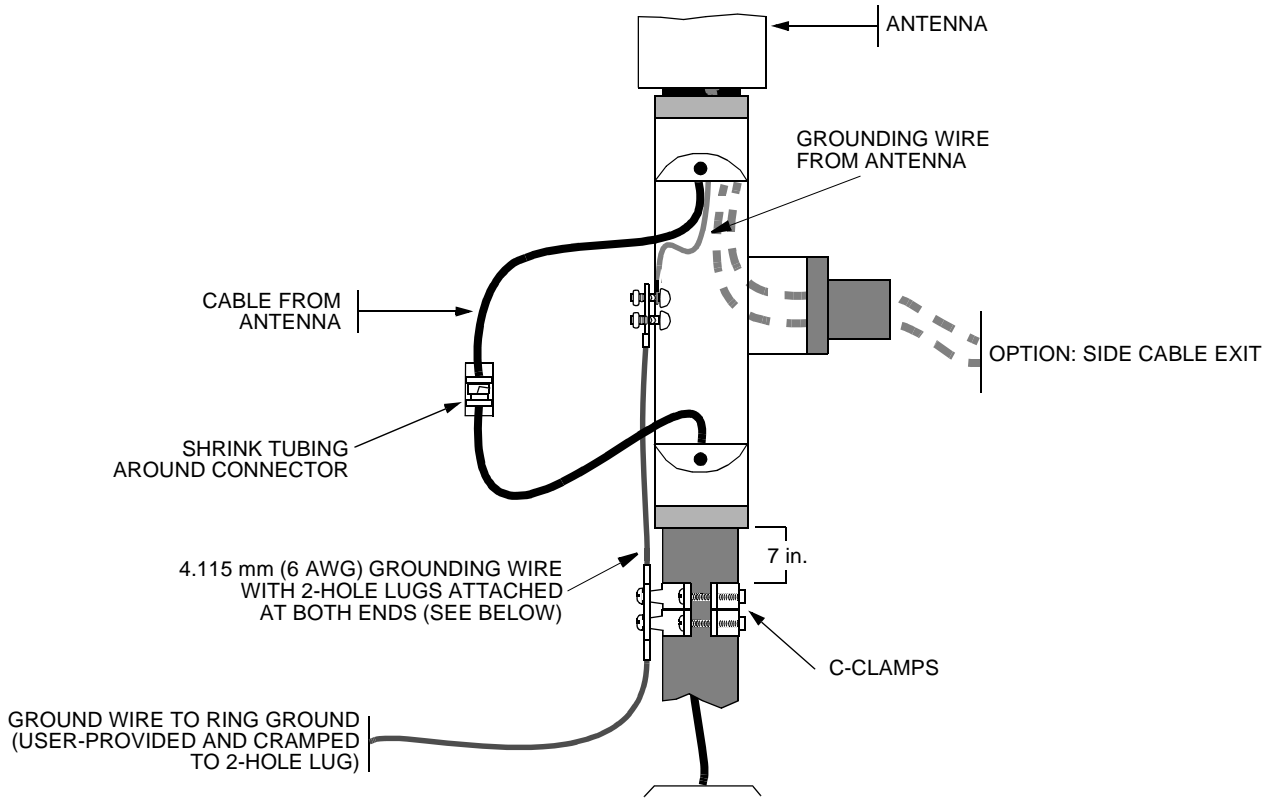 ANTENNA
GROUNDING WIRE
FROM ANTENNA
CABLE FROM
ANTENNA
OPTION: SIDE CABLE EXIT
SHRINK TUBING
AROUND CONNECTOR
7 in.
4.115 mm (6 AWG) GROUNDING WIRE
WITH 2-HOLE LUGS ATTACHED
AT BOTH ENDS (SEE BELOW)
C-CLAMPS
GROUND WIRE TO RING GROUND
(USER-PROVIDED AND CRAMPED
TO 2-HOLE LUG)